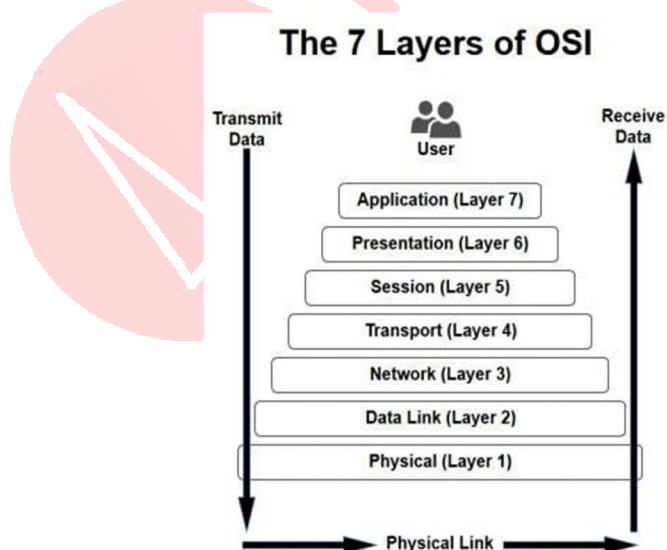 The 7 Layers of OSI
Transmit
Data
User
Receive
Data
Application (Layer 7)
Presentation (Layer 6)
Session (Layer 5)
Transport (Layer 4)
Network (Layer 3)
Data Link (Layer 2)
Physical (Layer 1)
Physical Link